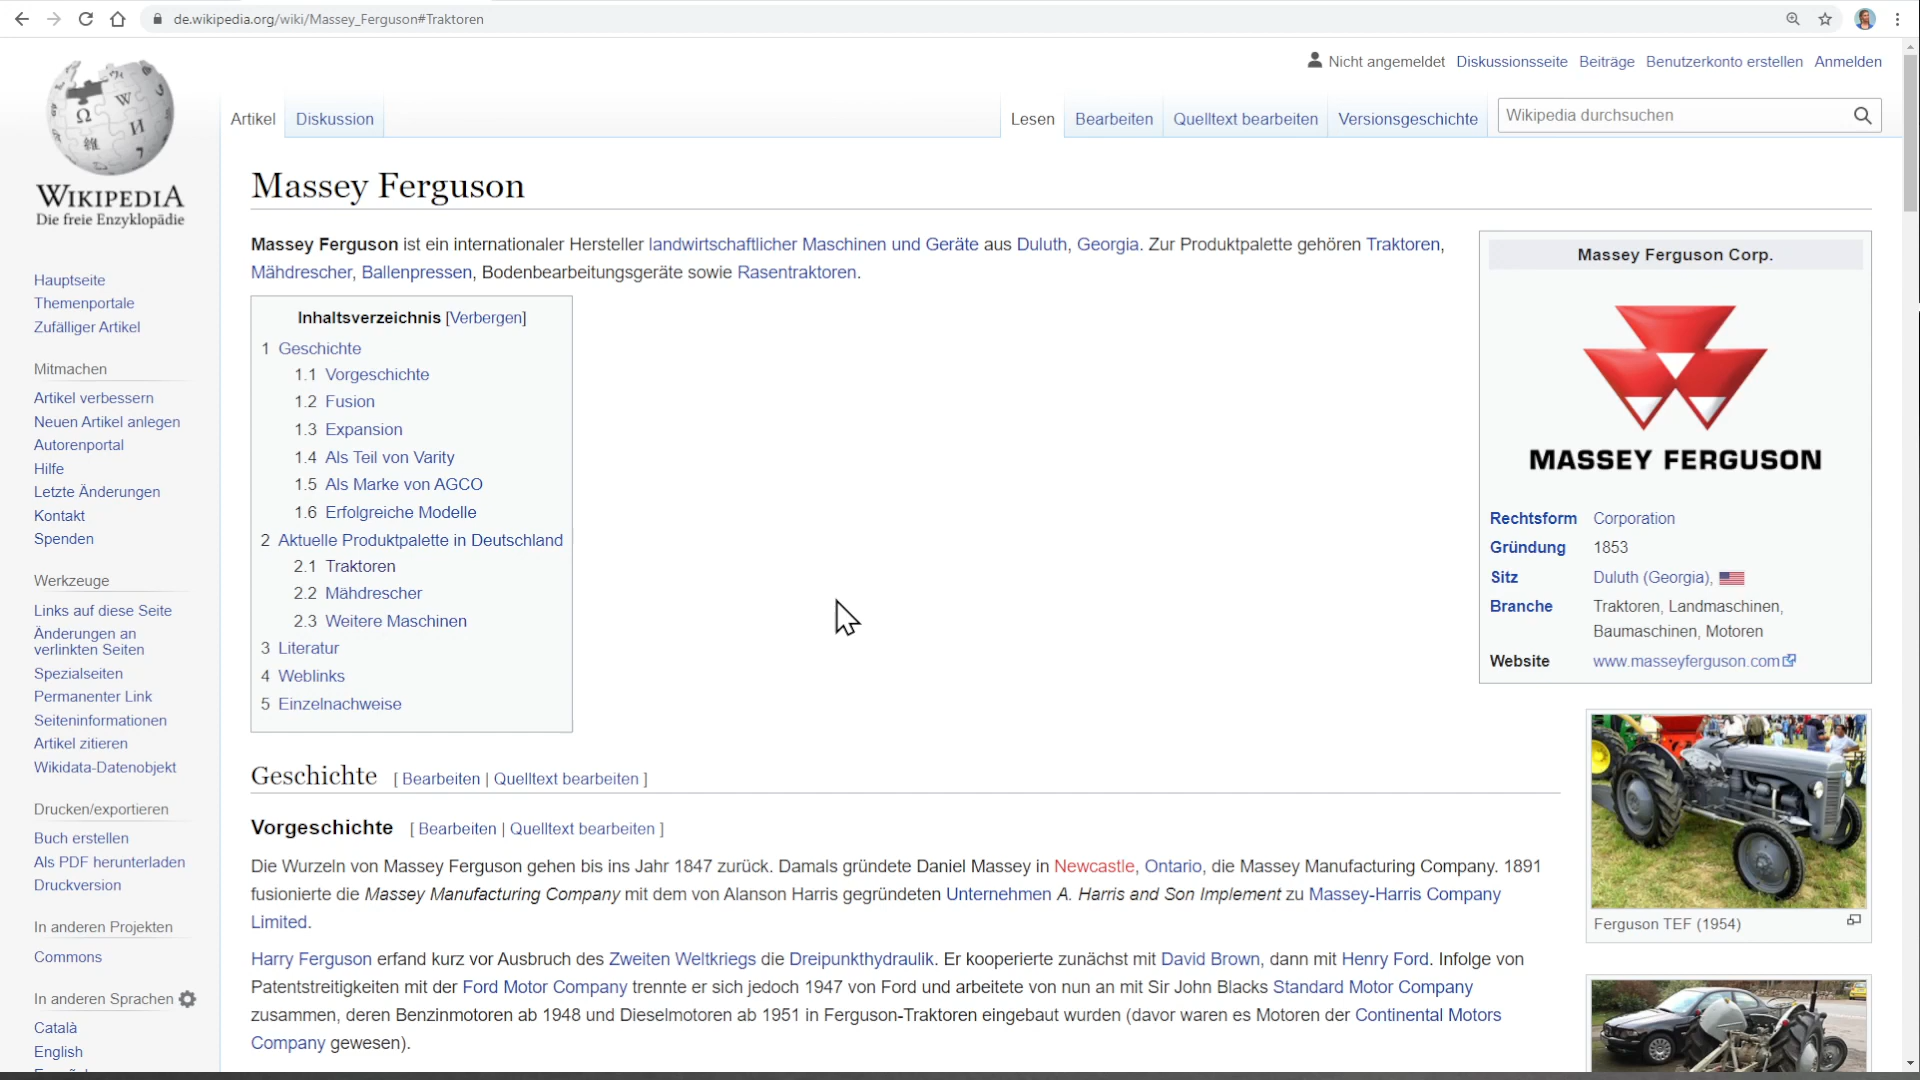 de.wikipedia.org/wiki/Massey_Ferguson#Traktoren
Nicht angemeldet Diskussionsseite Beiträge Benutzerkonto erstellen Anmelden
Artikel Diskussion Lesen Bearbeiten Quelltext bearbeiten Versionsgeschichte Wikipedia durchsuchen
WIKIPEDIA
Die freie Enzyklopädie
Hauptseite
Themenportale
Zufälliger Artikel
Mitmachen
Artikel verbessern
Neuen Artikel anlegen
Autorenportal
Hilfe
Letzte Änderungen
Kontakt
Spenden
Werkzeuge
Links auf diese Seite
Änderungen an
verlinkten Seiten
Spezialseiten
Permanenter Link
Seiteninformationen
Artikel zitieren
Wikidata-Datenobjekt
Drucken/exportieren
Buch erstellen
Als PDF herunterladen
Druckversion
In anderen Projekten
Commons
In anderen Sprachen
Català
English
Massey Ferguson
Massey Ferguson ist ein internationaler Hersteller landwirtschaftlicher Maschinen und Geräte aus Duluth, Georgia. Zur Produktpalette gehören Traktoren,
Mähdrescher, Ballenpressen, Bodenbearbeitungsgeräte sowie Rasentraktoren.
Inhaltsverzeichnis [Verbergen]
1 Geschichte
1.1 Vorgeschichte
1.2 Fusion
1.3 Expansion
1.4 Als Teil von Varity
1.5 Als Marke von AGCO
1.6 Erfolgreiche Modelle
2 Aktuelle Produktpalette in Deutschland
2.1 Traktoren
2.2 Mähdrescher
2.3 Weitere Maschinen
3 Literatur
4 Weblinks
5 Einzelnachweise
Geschichte [ Bearbeiten | Quelltext bearbeiten ]
Vorgeschichte [ Bearbeiten | Quelltext bearbeiten ]
Die Wurzeln von Massey Ferguson gehen bis ins Jahr 1847 zurück. Damals gründete Daniel Massey in Newcastle, Ontario, die Massey Manufacturing Company. 1891
fusionierte die Massey Manufacturing Company mit dem von Alanson Harris gegründeten Unternehmen A. Harris and Son Implement zu Massey-Harris Company
Limited.
Harry Ferguson erfand kurz vor Ausbruch des Zweiten Weltkriegs die Dreipunkthydraulik. Er kooperierte zunächst mit David Brown, dann mit Henry Ford. Infolge von
Patentstreitigkeiten mit der Ford Motor Company trennte er sich jedoch 1947 von Ford und arbeitete von nun an mit Sir John Blacks Standard Motor Company
zusammen, deren Benzinmotoren ab 1948 und Dieselmotoren ab 1951 in Ferguson-Traktoren eingebaut wurden (davor waren es Motoren der Continental Motors
Company gewesen).
Massey Ferguson Corp.
MASSEY FERGUSON
Rechtsform Corporation
Gründung 1853
Sitz Duluth (Georgia),
Branche Traktoren, Landmaschinen,
Baumaschinen, Motoren
Website www.masseyferguson.com
Ferguson TEF (1954)